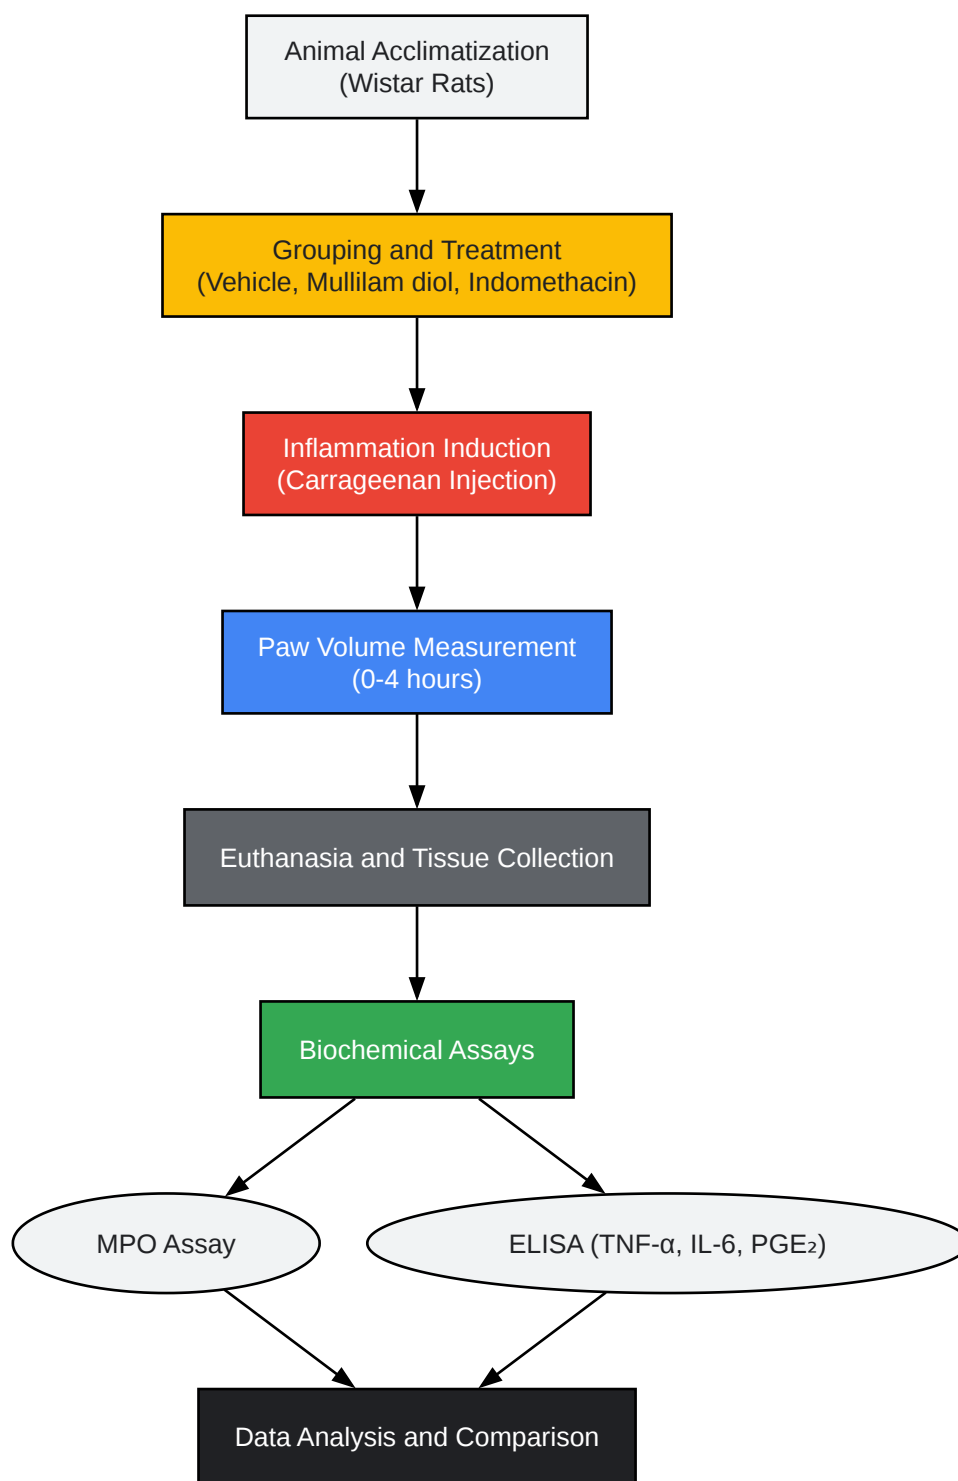 Animal Acclimatization
(Wistar Rats)
Grouping and Treatment
(Vehicle, Mullilam diol, Indomethacin)
Inflammation Induction
(Carrageenan Injection)
Paw Volume Measurement
(0-4 hours)
Euthanasia and Tissue Collection
Biochemical Assays
MPO Assay
ELISA (TNF-α, IL-6, PGE₂)
Data Analysis and Comparison